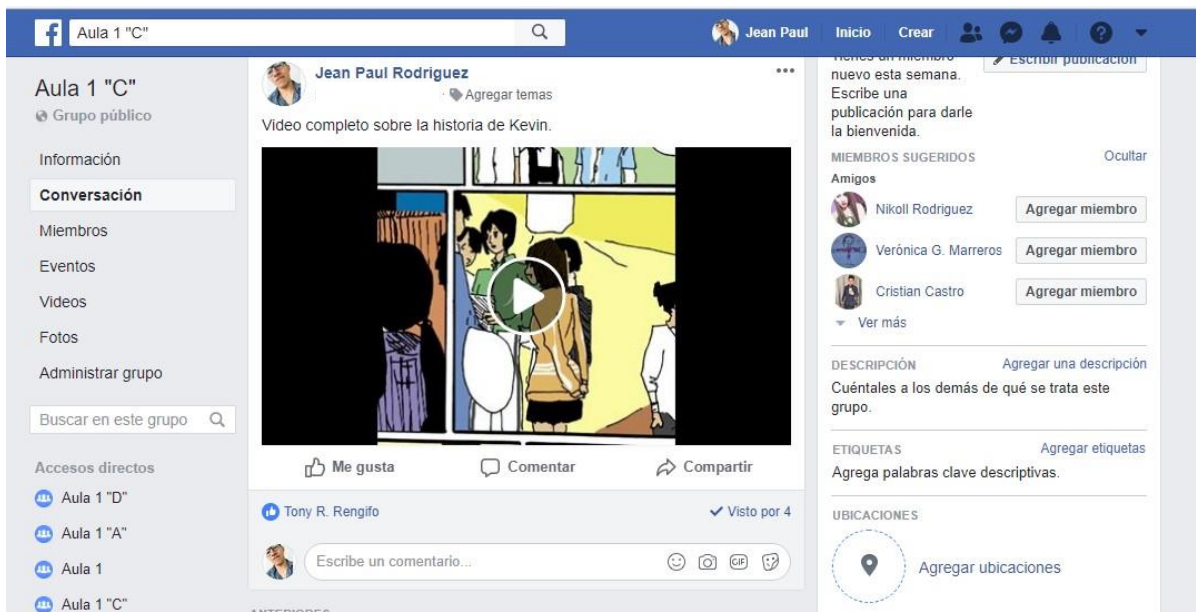 Aula 1 "C"
Jean Paul
Inicio
Crear
Aula 1 "C"
Grupo público
Información
Conversación
Miembros
Eventos
Videos
Fotos
Administrar grupo
Buscar en este grupo
Accesos directos
Aula 1 "D"
Aula 1 "A"
Aula 1
Aula 1 "C"
Jean Paul Rodriguez
· Agregar temas
Video completo sobre la historia de Kevin.
Me gusta
Comentar
Compartir
Tony R. Rengifo
Visto por 4
Escribe un comentario...
GIF
ANTERIORES
Tienes un miembro
nuevo esta semana.
Escribe una
publicación para darle
la bienvenida.
Escribir publicación
MIEMBROS SUGERIDOS
Ocultar
Amigos
Nikoll Rodriguez
Agregar miembro
Verónica G. Marreros
Agregar miembro
Cristian Castro
Agregar miembro
Ver más
DESCRIPCIÓN
Agregar una descripción
Cuéntales a los demás de qué se trata este
grupo.
ETIQUETAS
Agregar etiquetas
Agrega palabras clave descriptivas.
UBICACIONES
Agregar ubicaciones